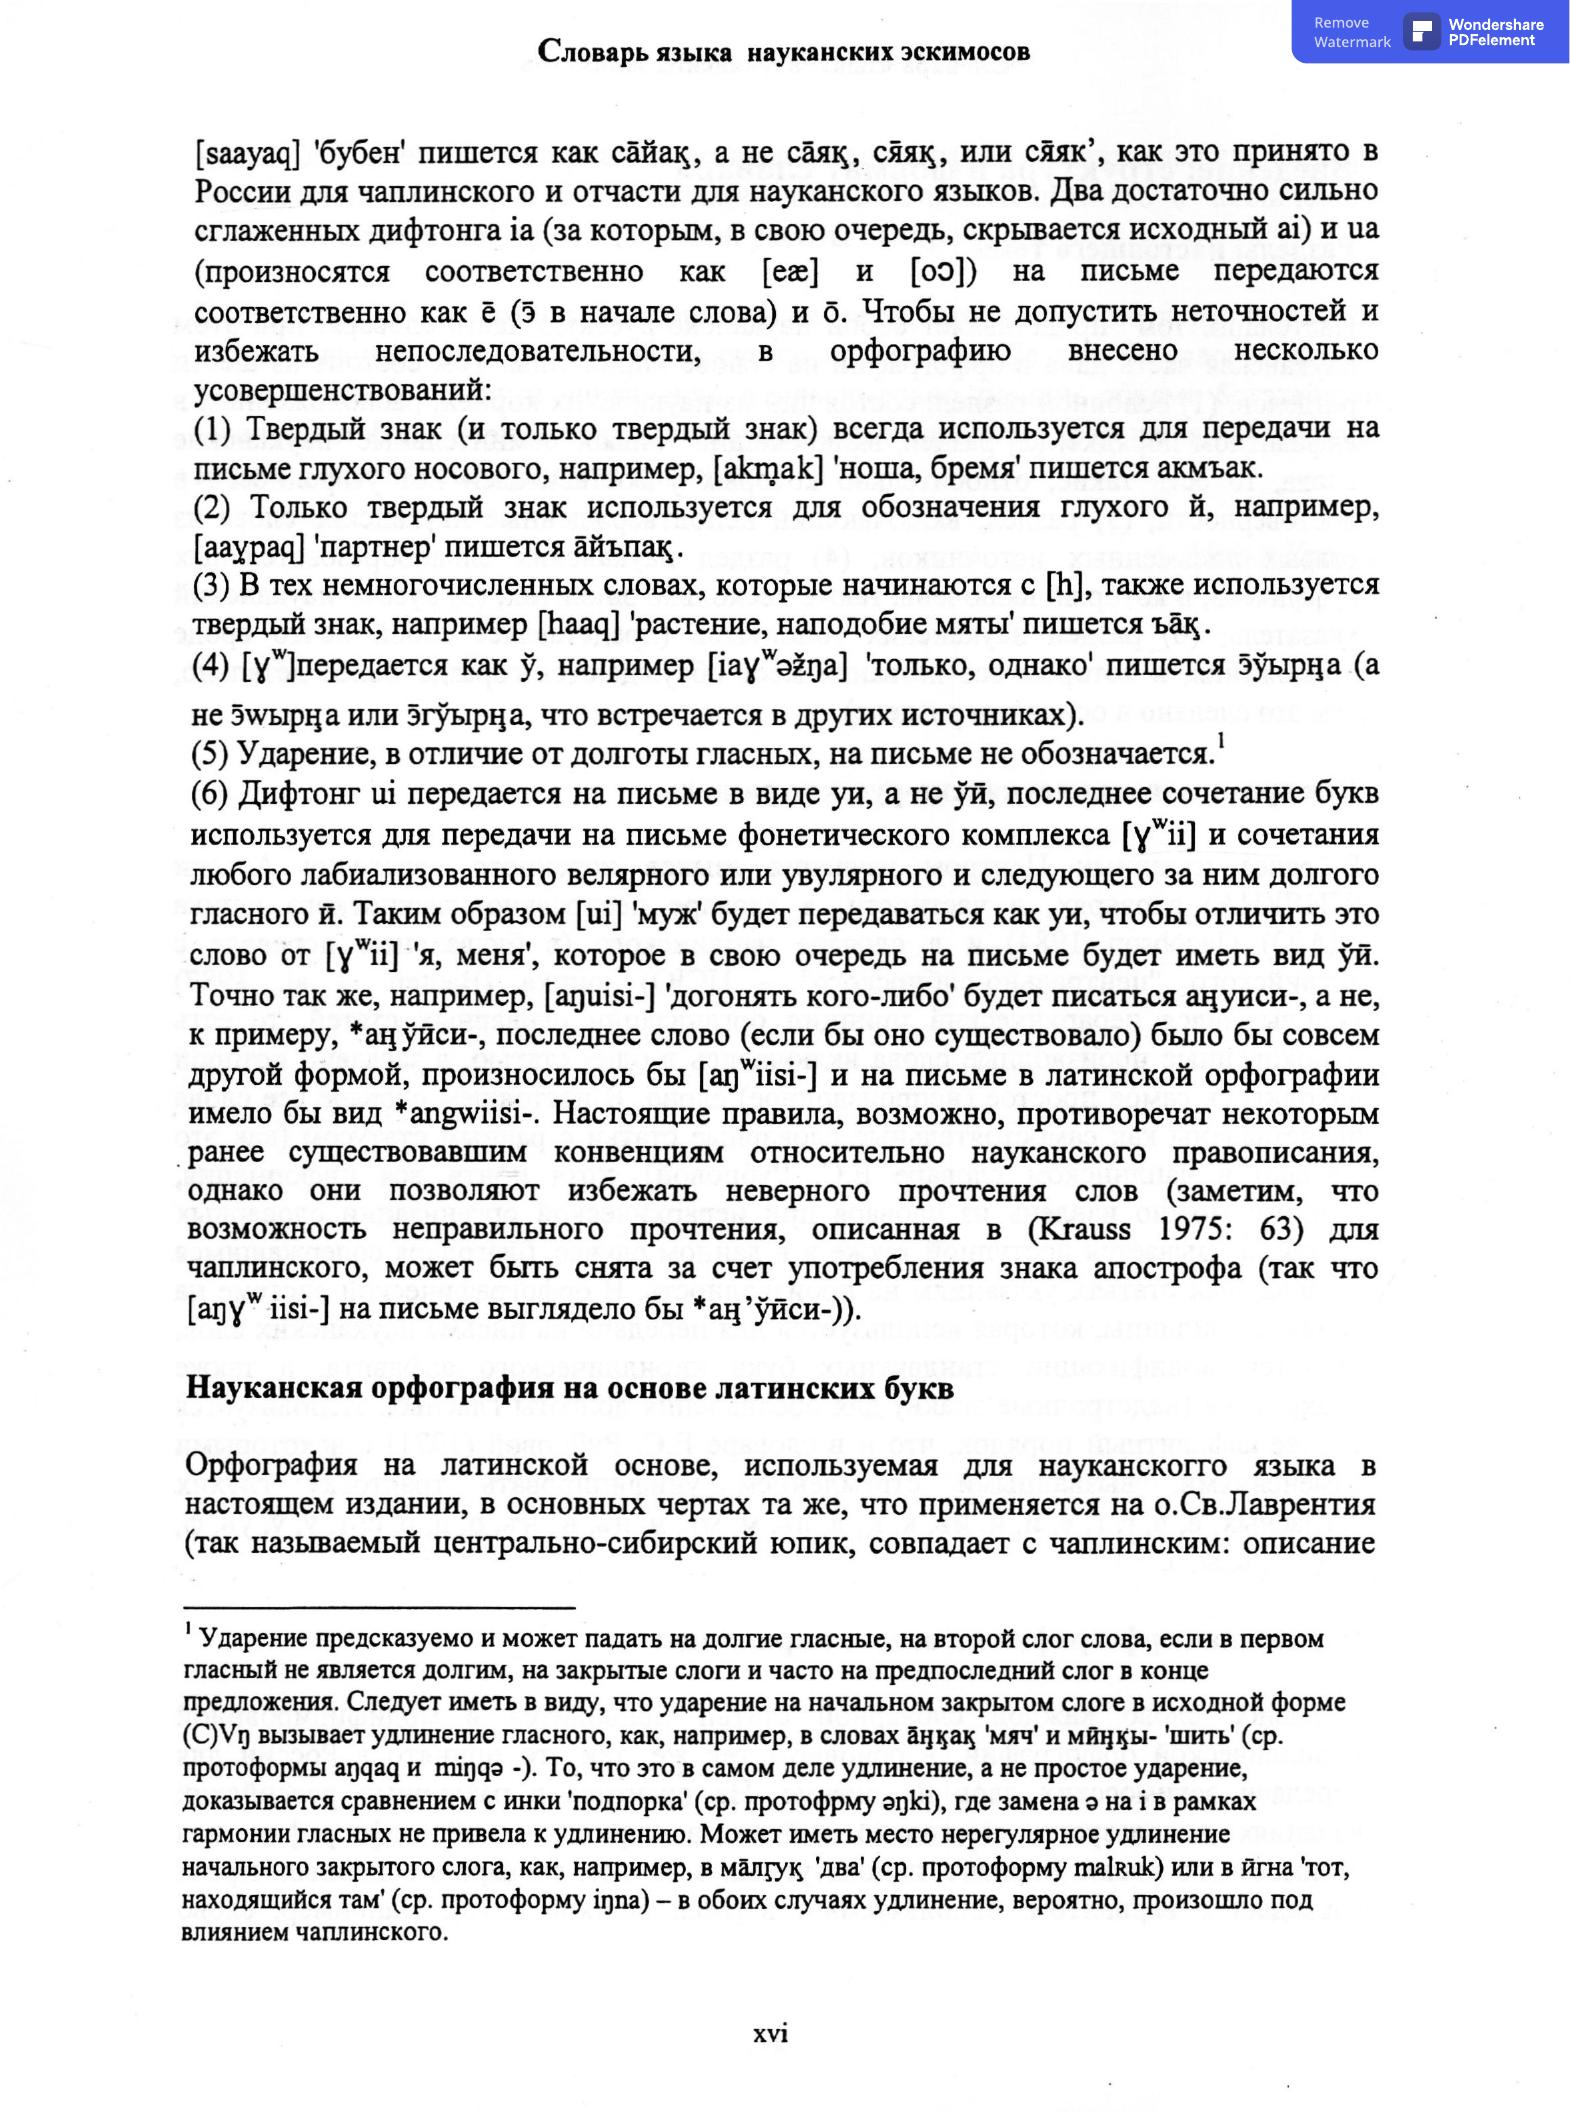 Remove
Watermark
Wondershare
PDFelement
Словарь языка науканских эскимосов
[saayaq] 'бубен' пишется как са̄йаӄ, а не са̄яӄ, ся̄яӄ, или ся̄як’, как это принято в
России для чаплинского и отчасти для науканского языков. Два достаточно сильно
сглаженных дифтонга ia (за которым, в свою очередь, скрывается исходный ai) и ua
(произносятся соответственно как [eæ] и [oɔ]) на письме передаются
соответственно как е̄ (э̄ в начале слова) и о̄. Чтобы не допустить неточностей и
избежать непоследовательности, в орфографию внесено несколько
усовершенствований:
(1) Твердый знак (и только твердый знак) всегда используется для передачи на
письме глухого носового, например, [akm̥ak] 'ноша, бремя' пишется акмъак.
(2) Только твердый знак используется для обозначения глухого й, например,
[aay̥paq] 'партнер' пишется а̄йъпаӄ.
(3) В тех немногочисленных словах, которые начинаются с [h], также используется
твердый знак, например [haaq] 'растение, наподобие мяты' пишется ъа̄ӄ.
(4) [ɣʷ]передается как ў, например [iaɣʷəžŋa] 'только, однако' пишется э̄ўырӊа (а
не э̄wырӊа или э̄гўырӊа, что встречается в других источниках).
(5) Ударение, в отличие от долготы гласных, на письме не обозначается.¹
(6) Дифтонг ui передается на письме в виде уи, а не ўӣ, последнее сочетание букв
используется для передачи на письме фонетического комплекса [ɣʷii] и сочетания
любого лабиализованного велярного или увулярного и следующего за ним долгого
гласного ӣ. Таким образом [ui] 'муж' будет передаваться как уи, чтобы отличить это
слово от [ɣʷii] 'я, меня', которое в свою очередь на письме будет иметь вид ўӣ.
Точно так же, например, [aŋuisi-] 'догонять кого-либо' будет писаться аӊуиси-, а не,
к примеру, *аӊўӣси-, последнее слово (если бы оно существовало) было бы совсем
другой формой, произносилось бы [aŋʷiisi-] и на письме в латинской орфографии
имело бы вид *angwiisi-. Настоящие правила, возможно, противоречат некоторым
ранее существовавшим конвенциям относительно науканского правописания,
однако они позволяют избежать неверного прочтения слов (заметим, что
возможность неправильного прочтения, описанная в (Krauss 1975: 63) для
чаплинского, может быть снята за счет употребления знака апострофа (так что
[aŋɣʷiisi-] на письме выглядело бы *аӊ’ўӣси-)).
Науканская орфография на основе латинских букв
Орфография на латинской основе, используемая для науканскогго языка в
настоящем издании, в основных чертах та же, что применяется на о.Св.Лаврентия
(так называемый центрально-сибирский юпик, совпадает с чаплинским: описание
¹ Ударение предсказуемо и может падать на долгие гласные, на второй слог слова, если в первом
гласный не является долгим, на закрытые слоги и часто на предпоследний слог в конце
предложения. Следует иметь в виду, что ударение на начальном закрытом слоге в исходной форме
(C)Vŋ вызывает удлинение гласного, как, например, в словах а̄ӊӄаӄ 'мяч' и мӣӊӄы- 'шить' (ср.
протоформы aŋqaq и miŋqə -). То, что это в самом деле удлинение, а не простое ударение,
доказывается сравнением с инки 'подпорка' (ср. протофрму əŋki), где замена ə на i в рамках
гармонии гласных не привела к удлинению. Может иметь место нерегулярное удлинение
начального закрытого слога, как, например, в ма̄лӷуӄ 'два' (ср. протоформу malʀuk) или в ӣгна 'тот,
находящийся там' (ср. протоформу iŋna) – в обоих случаях удлинение, вероятно, произошло под
влиянием чаплинского.
xvi